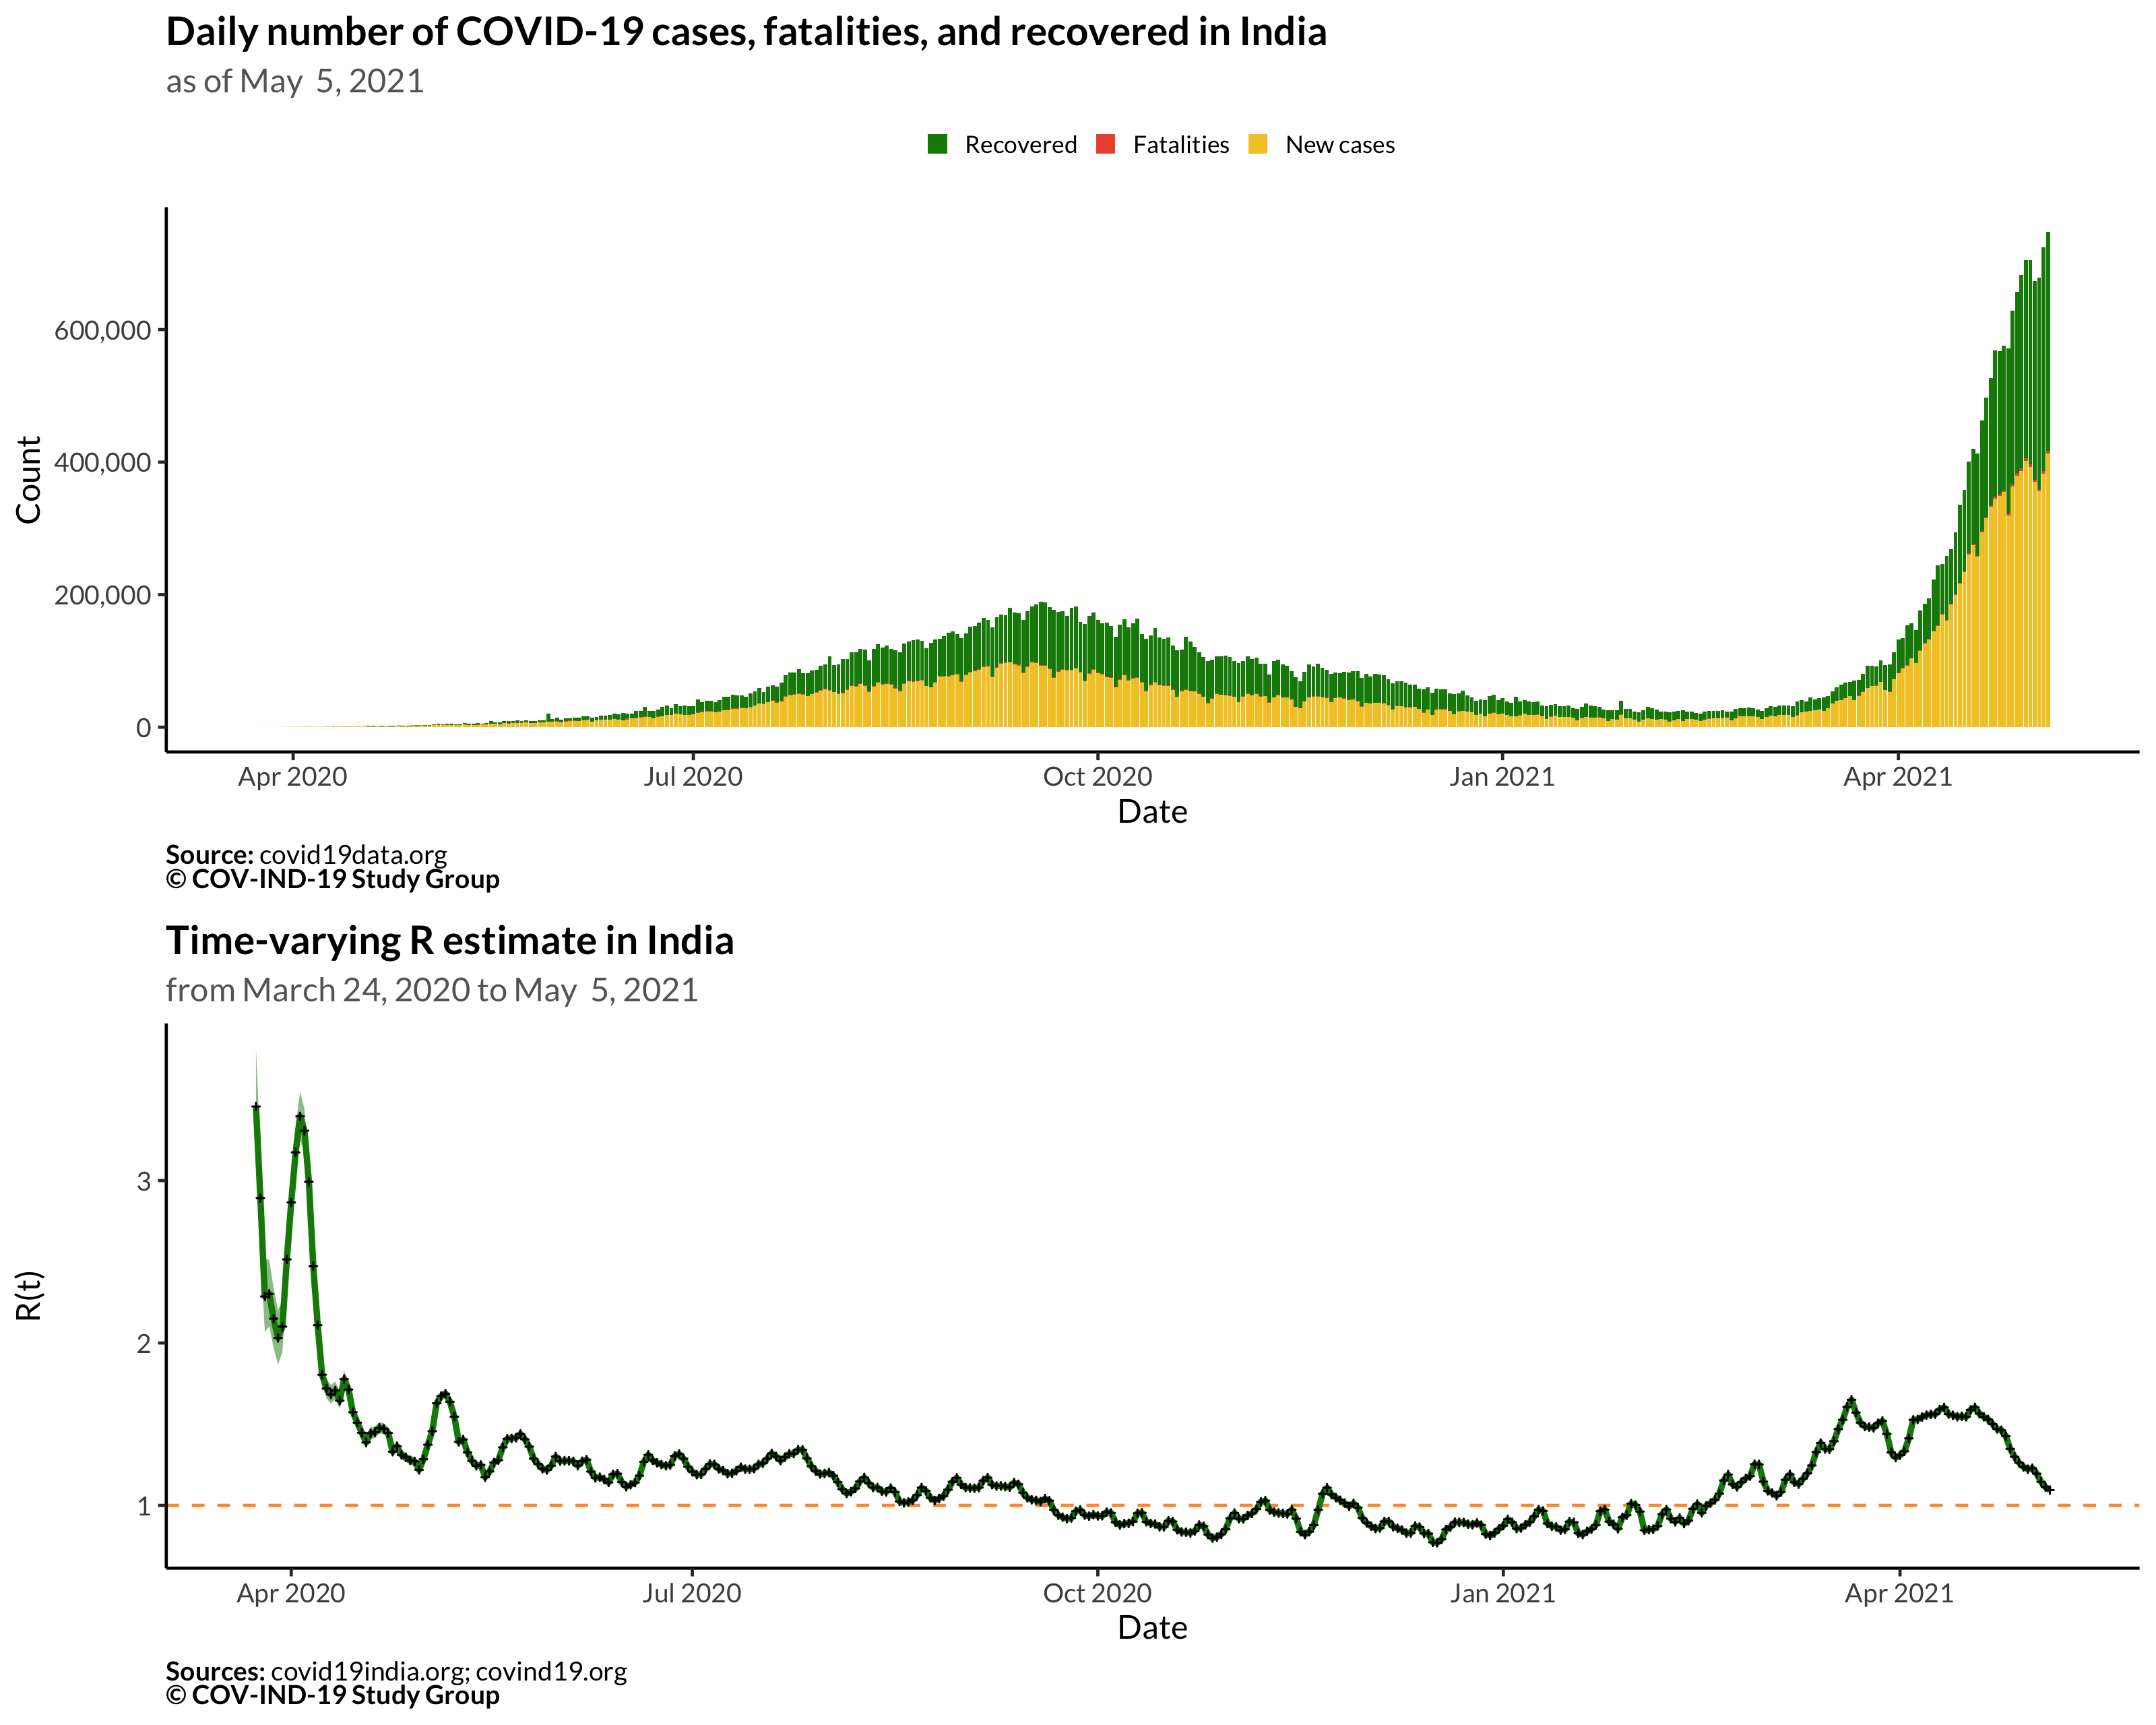 Daily number of COVID-19 cases, fatalities, and recovered in India
as of May  5, 2021
Recovered Fatalities New cases
600,000
400,000
200,000
0
Count
Apr 2020 Jul 2020 Oct 2020 Jan 2021 Apr 2021
Date
Source: covid19data.org
© COV-IND-19 Study Group
Time-varying R estimate in India
from March 24, 2020 to May  5, 2021
3
2
1
R(t)
Apr 2020 Jul 2020 Oct 2020 Jan 2021 Apr 2021
Date
Sources: covid19india.org; covind19.org
© COV-IND-19 Study Group